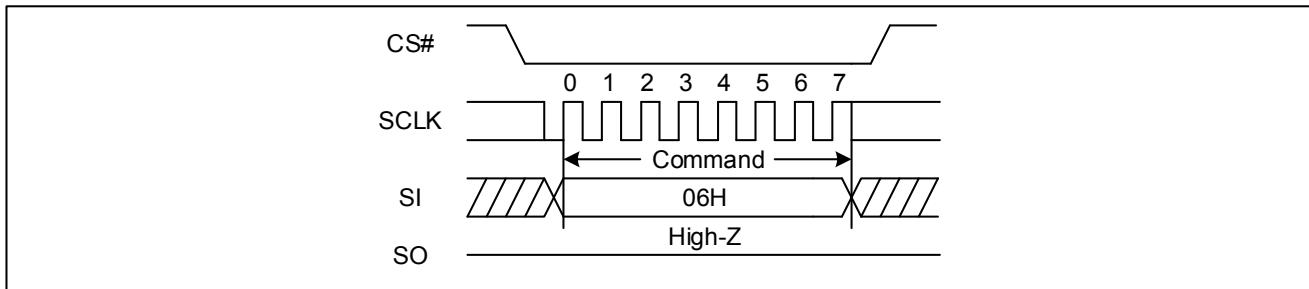 CS#
0 1 2 3 4 5 6 7
SCLK
Command
SI 06H
High-Z
SO